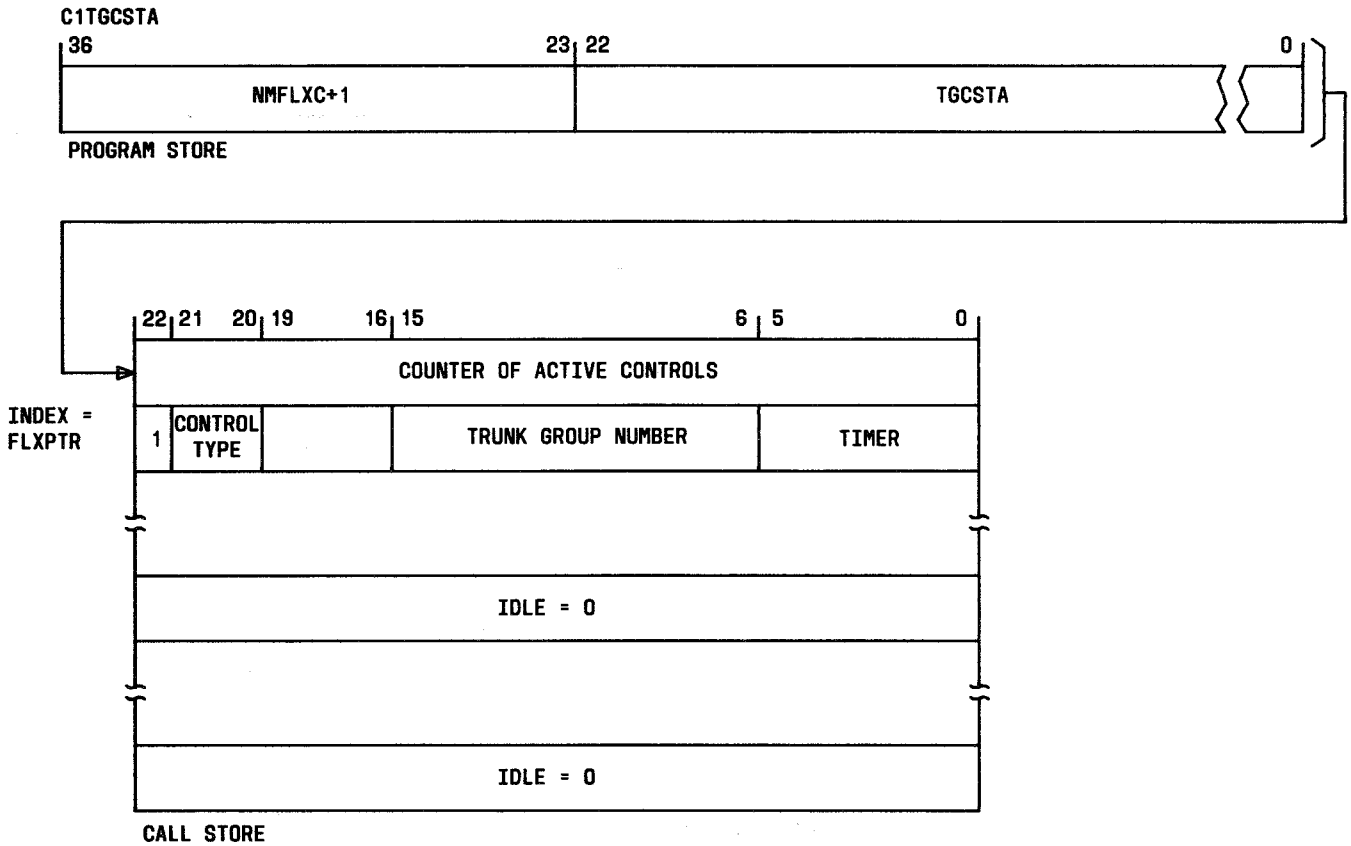 C1TGCSTA
36 23 22 0
NMFLXC+1 TGCSTA
PROGRAM STORE
22 21 20 19 16 15 6 5 0
COUNTER OF ACTIVE CONTROLS
INDEX =
FLXPTR
1 CONTROL
TYPE
TRUNK GROUP NUMBER TIMER
IDLE = 0
IDLE = 0
CALL STORE